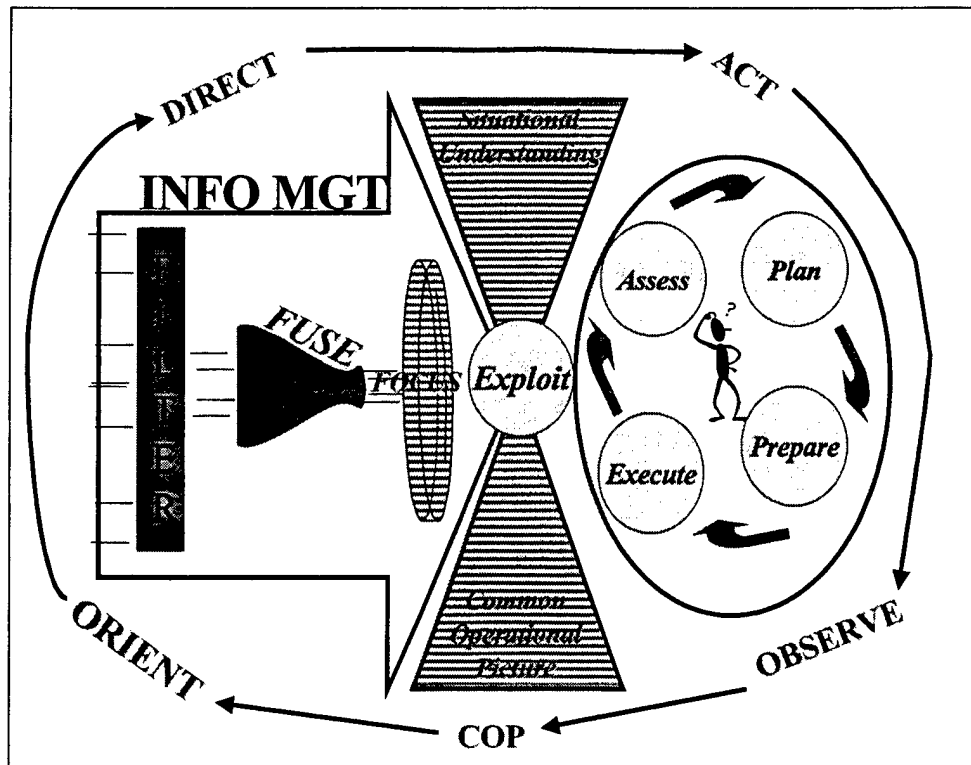 DIRECT
ACT
INFO MGT
Situational
Understanding
FILTER
FUSE
FOCUS
Exploit
Assess
Plan
?
Execute
Prepare
Common
Operational
Picture
ORIENT
OBSERVE
COP